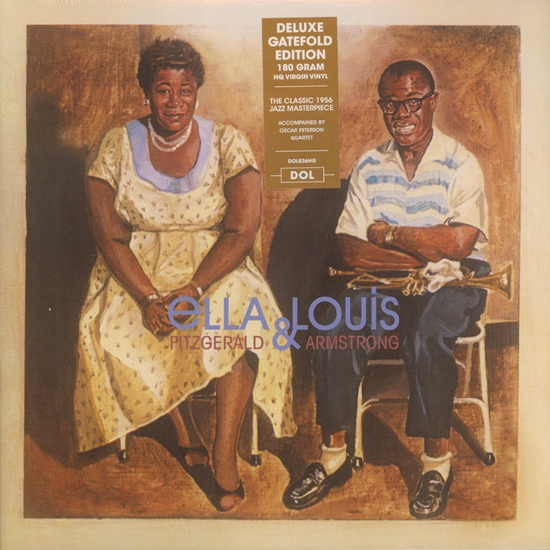 DELUXE
GATEFOLD
EDITION
180 GRAM
HQ VIRGIN VINYL
THE CLASSIC 1956
JAZZ MASTERPIECE
ACCOMPANIED BY
OSCAR PETERSON
QUARTET
DOL836HG
DOL
ELLA & LOUiS
FITZGERALD ARMSTRONG